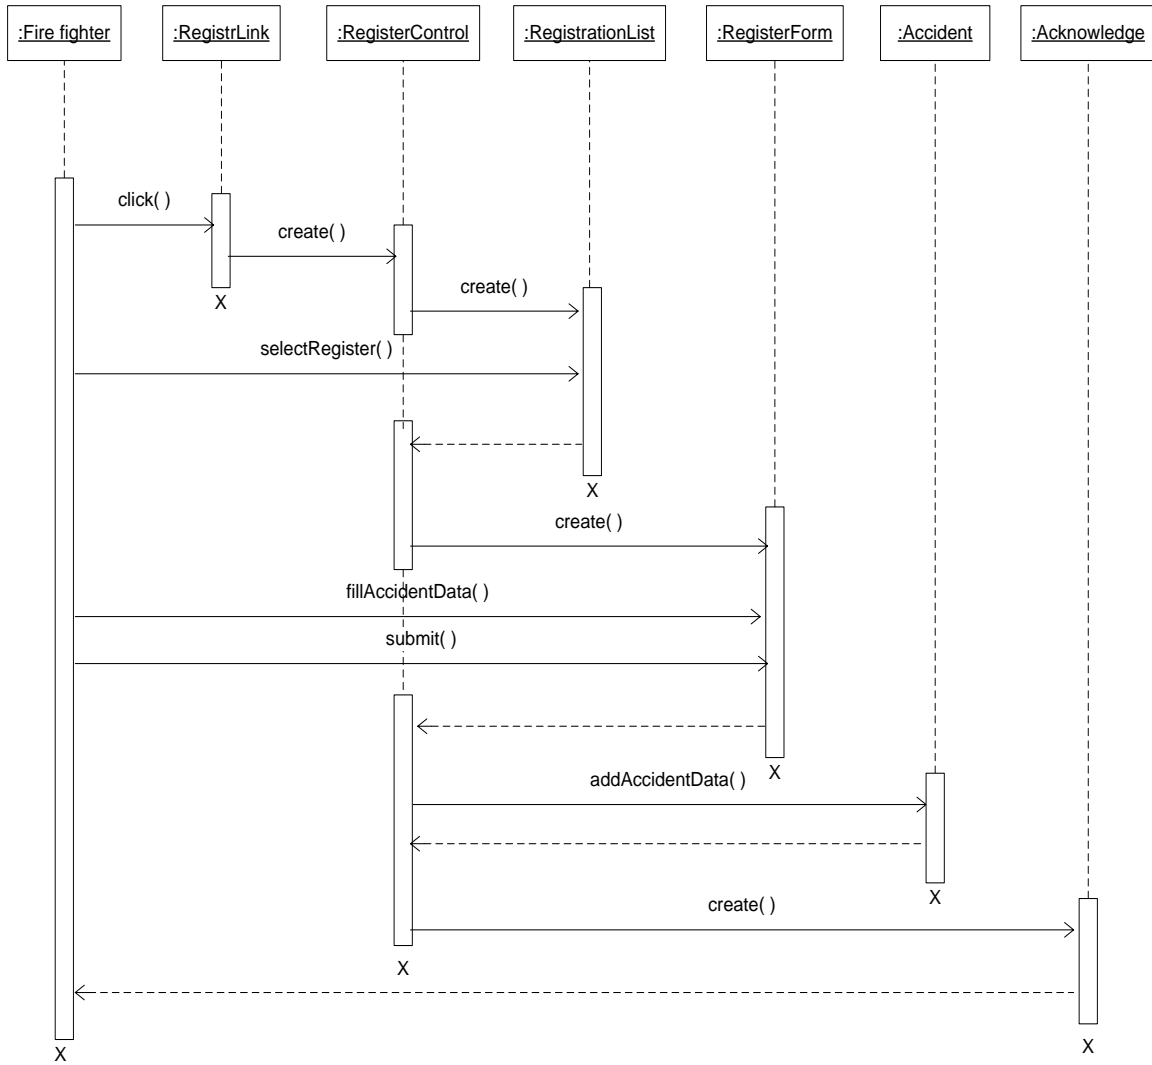 :Fire fighter
:RegistrLink
:RegisterControl
:RegistrationList
:RegisterForm
:Accident
:Acknowledge
click( )
create( )
create( )
X
selectRegister( )
X
create( )
fillAccidentData( )
submit( )
X
addAccidentData( )
X
create( )
X
X
X